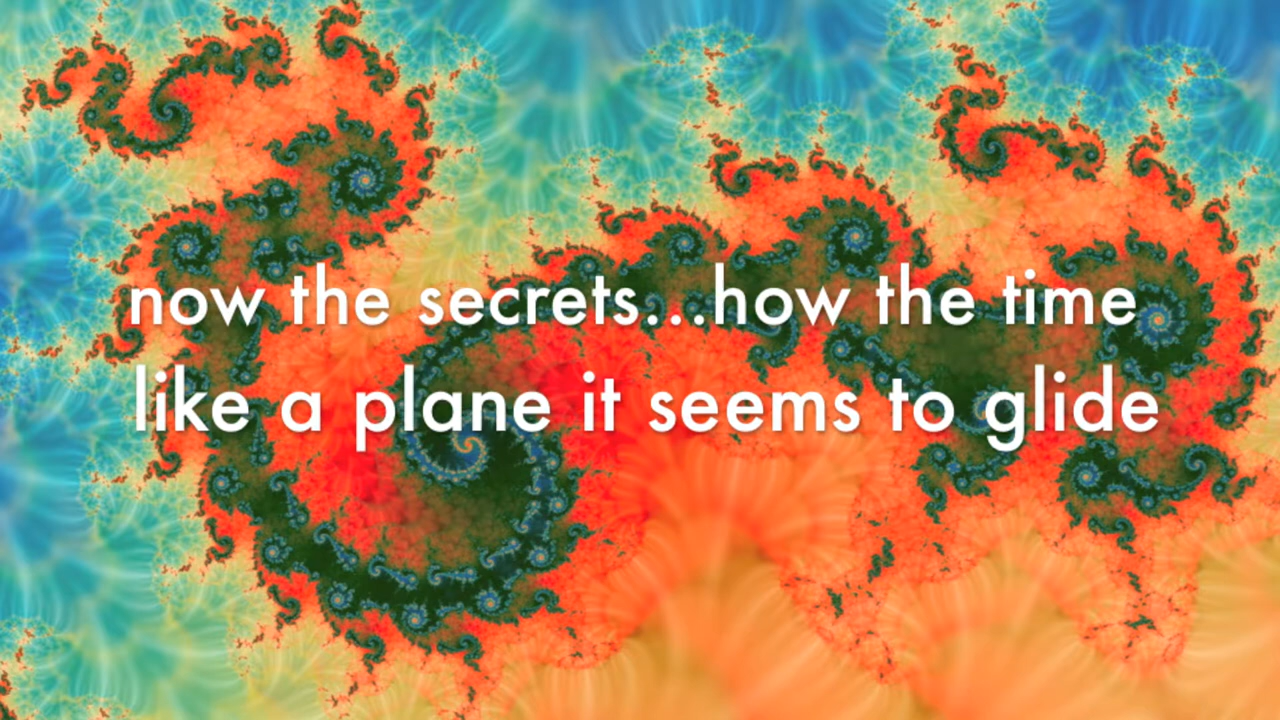 now the secrets...how the time
like a plane it seems to glide